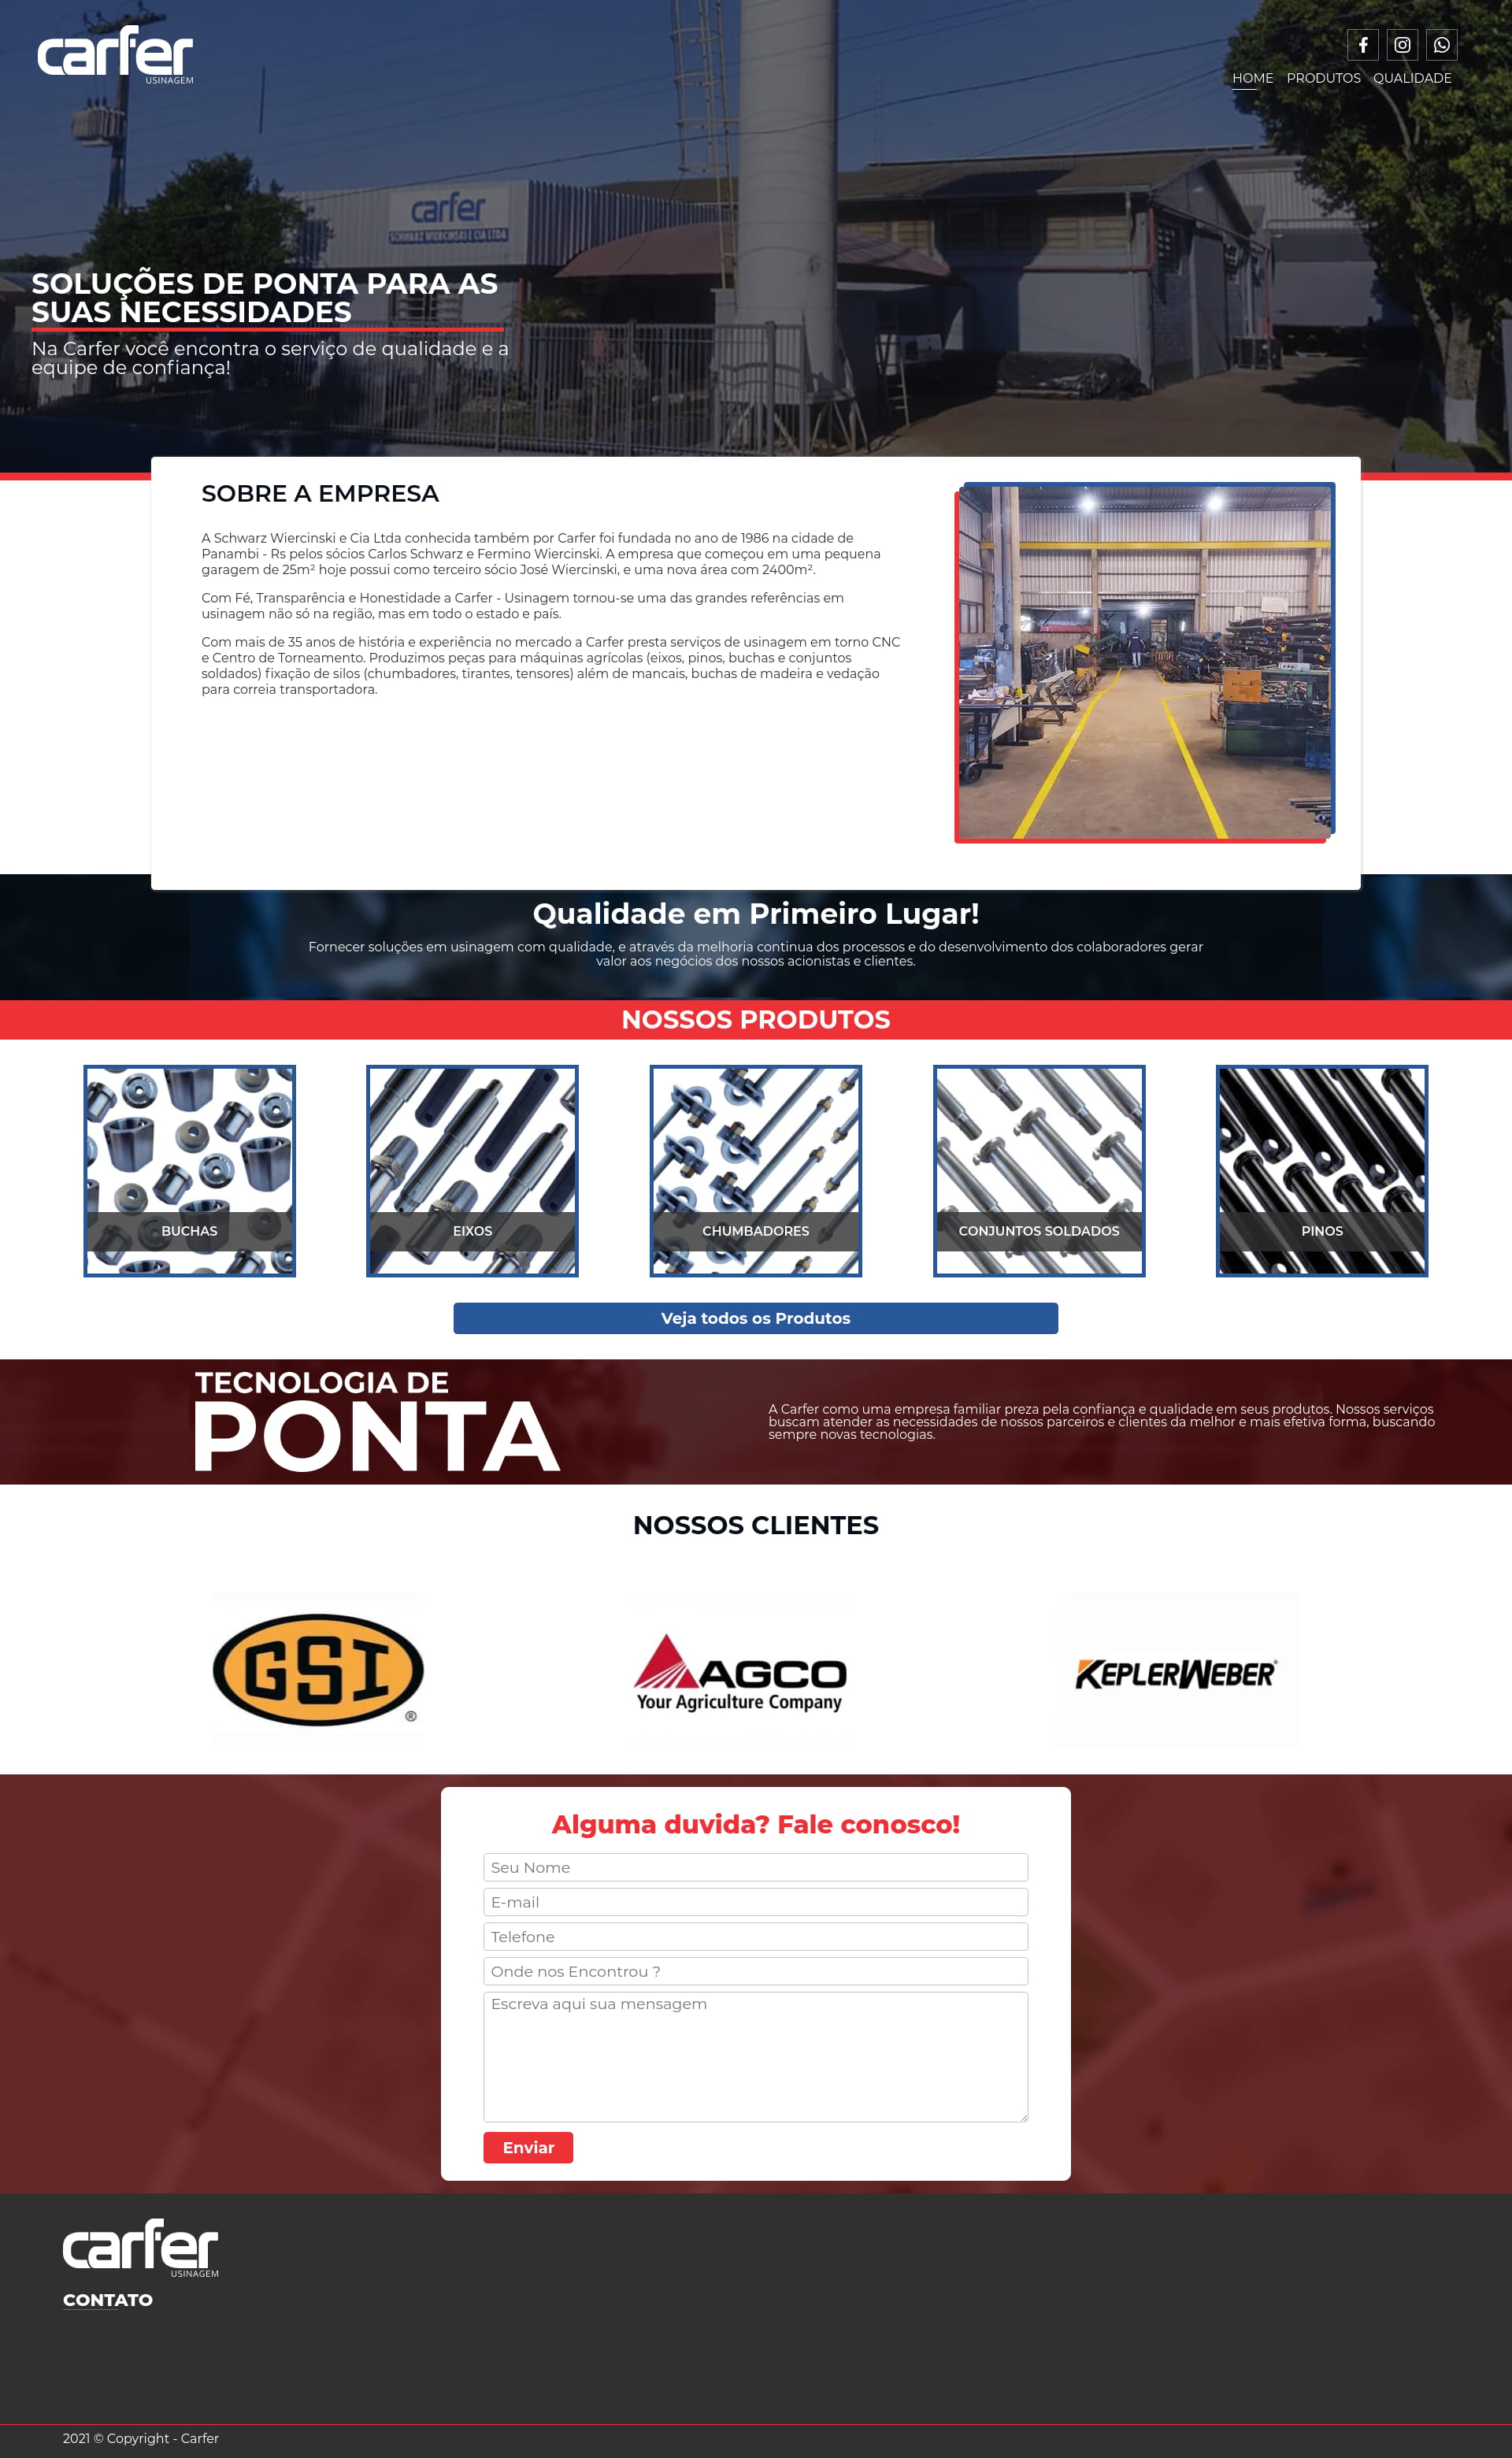 carfer
USINAGEM
HOME PRODUTOS QUALIDADE
carfer
SCHWARZ WIERCINSKI E CIA LTDA
SOLUÇÕES DE PONTA PARA AS
SUAS NECESSIDADES
Na Carfer você encontra o serviço de qualidade e a
equipe de confiança!
SOBRE A EMPRESA
A Schwarz Wiercinski e Cia Ltda conhecida também por Carfer foi fundada no ano de 1986 na cidade de
Panambi - Rs pelos sócios Carlos Schwarz e Fermino Wiercinski. A empresa que começou em uma pequena
garagem de 25m² hoje possui como terceiro sócio José Wiercinski, e uma nova área com 2400m².
Com Fé, Transparência e Honestidade a Carfer - Usinagem tornou-se uma das grandes referências em
usinagem não só na região, mas em todo o estado e país.
Com mais de 35 anos de história e experiência no mercado a Carfer presta serviços de usinagem em torno CNC
e Centro de Torneamento. Produzimos peças para máquinas agrícolas (eixos, pinos, buchas e conjuntos
soldados) fixação de silos (chumbadores, tirantes, tensores) além de mancais, buchas de madeira e vedação
para correia transportadora.
Qualidade em Primeiro Lugar!
Fornecer soluções em usinagem com qualidade, e através da melhoria continua dos processos e do desenvolvimento dos colaboradores gerar
valor aos negócios dos nossos acionistas e clientes.
NOSSOS PRODUTOS
BUCHAS
EIXOS
CHUMBADORES
CONJUNTOS SOLDADOS
PINOS
Veja todos os Produtos
TECNOLOGIA DE
PONTA
A Carfer como uma empresa familiar preza pela confiança e qualidade em seus produtos. Nossos serviços
buscam atender as necessidades de nossos parceiros e clientes da melhor e mais efetiva forma, buscando
sempre novas tecnologias.
NOSSOS CLIENTES
GSI ®
AGCO
Your Agriculture Company
KEPLERWEBER®
Alguma duvida? Fale conosco!
Seu Nome
E-mail
Telefone
Onde nos Encontrou ?
Escreva aqui sua mensagem
Enviar
carfer
USINAGEM
CONTATO
2021 © Copyright - Carfer